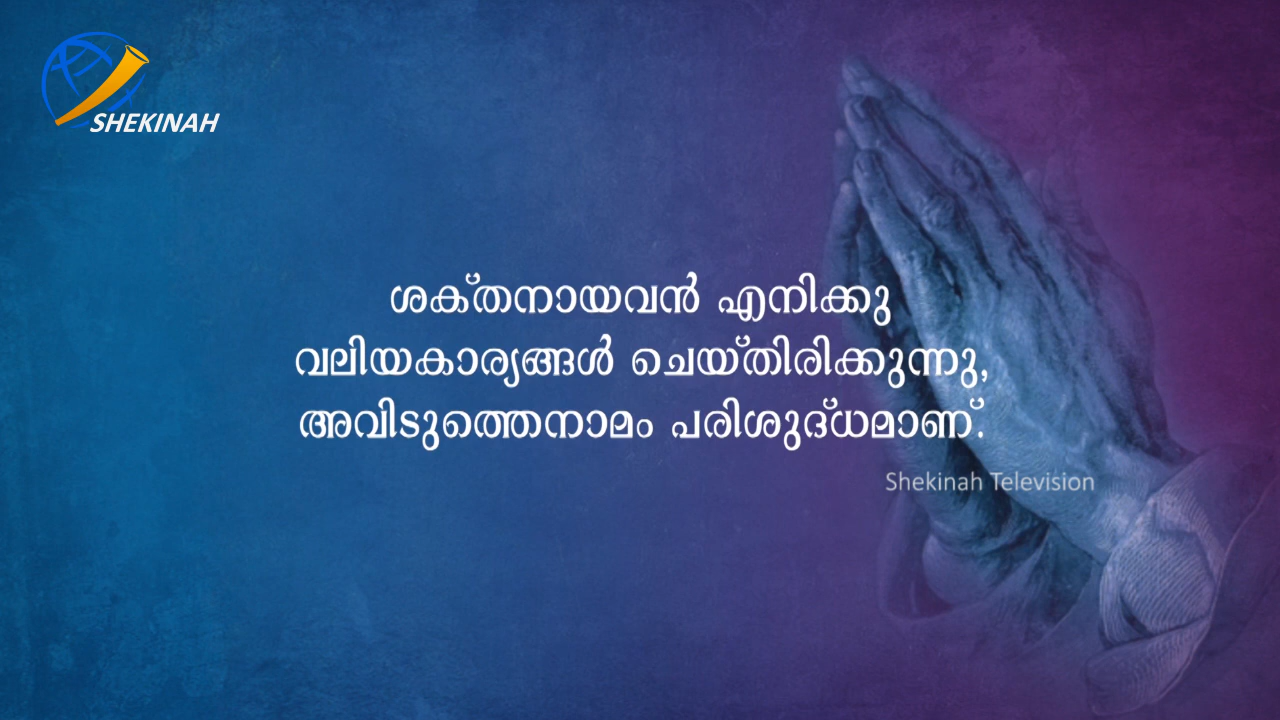 SHEKINAH
ശക്തനായവൻ എനിക്കു
വലിയകാര്യങ്ങൾ ചെയ്തിരിക്കുന്നു,
അവിടുത്തെനാമം പരിശുദ്ധമാണ്.
Shekinah Television